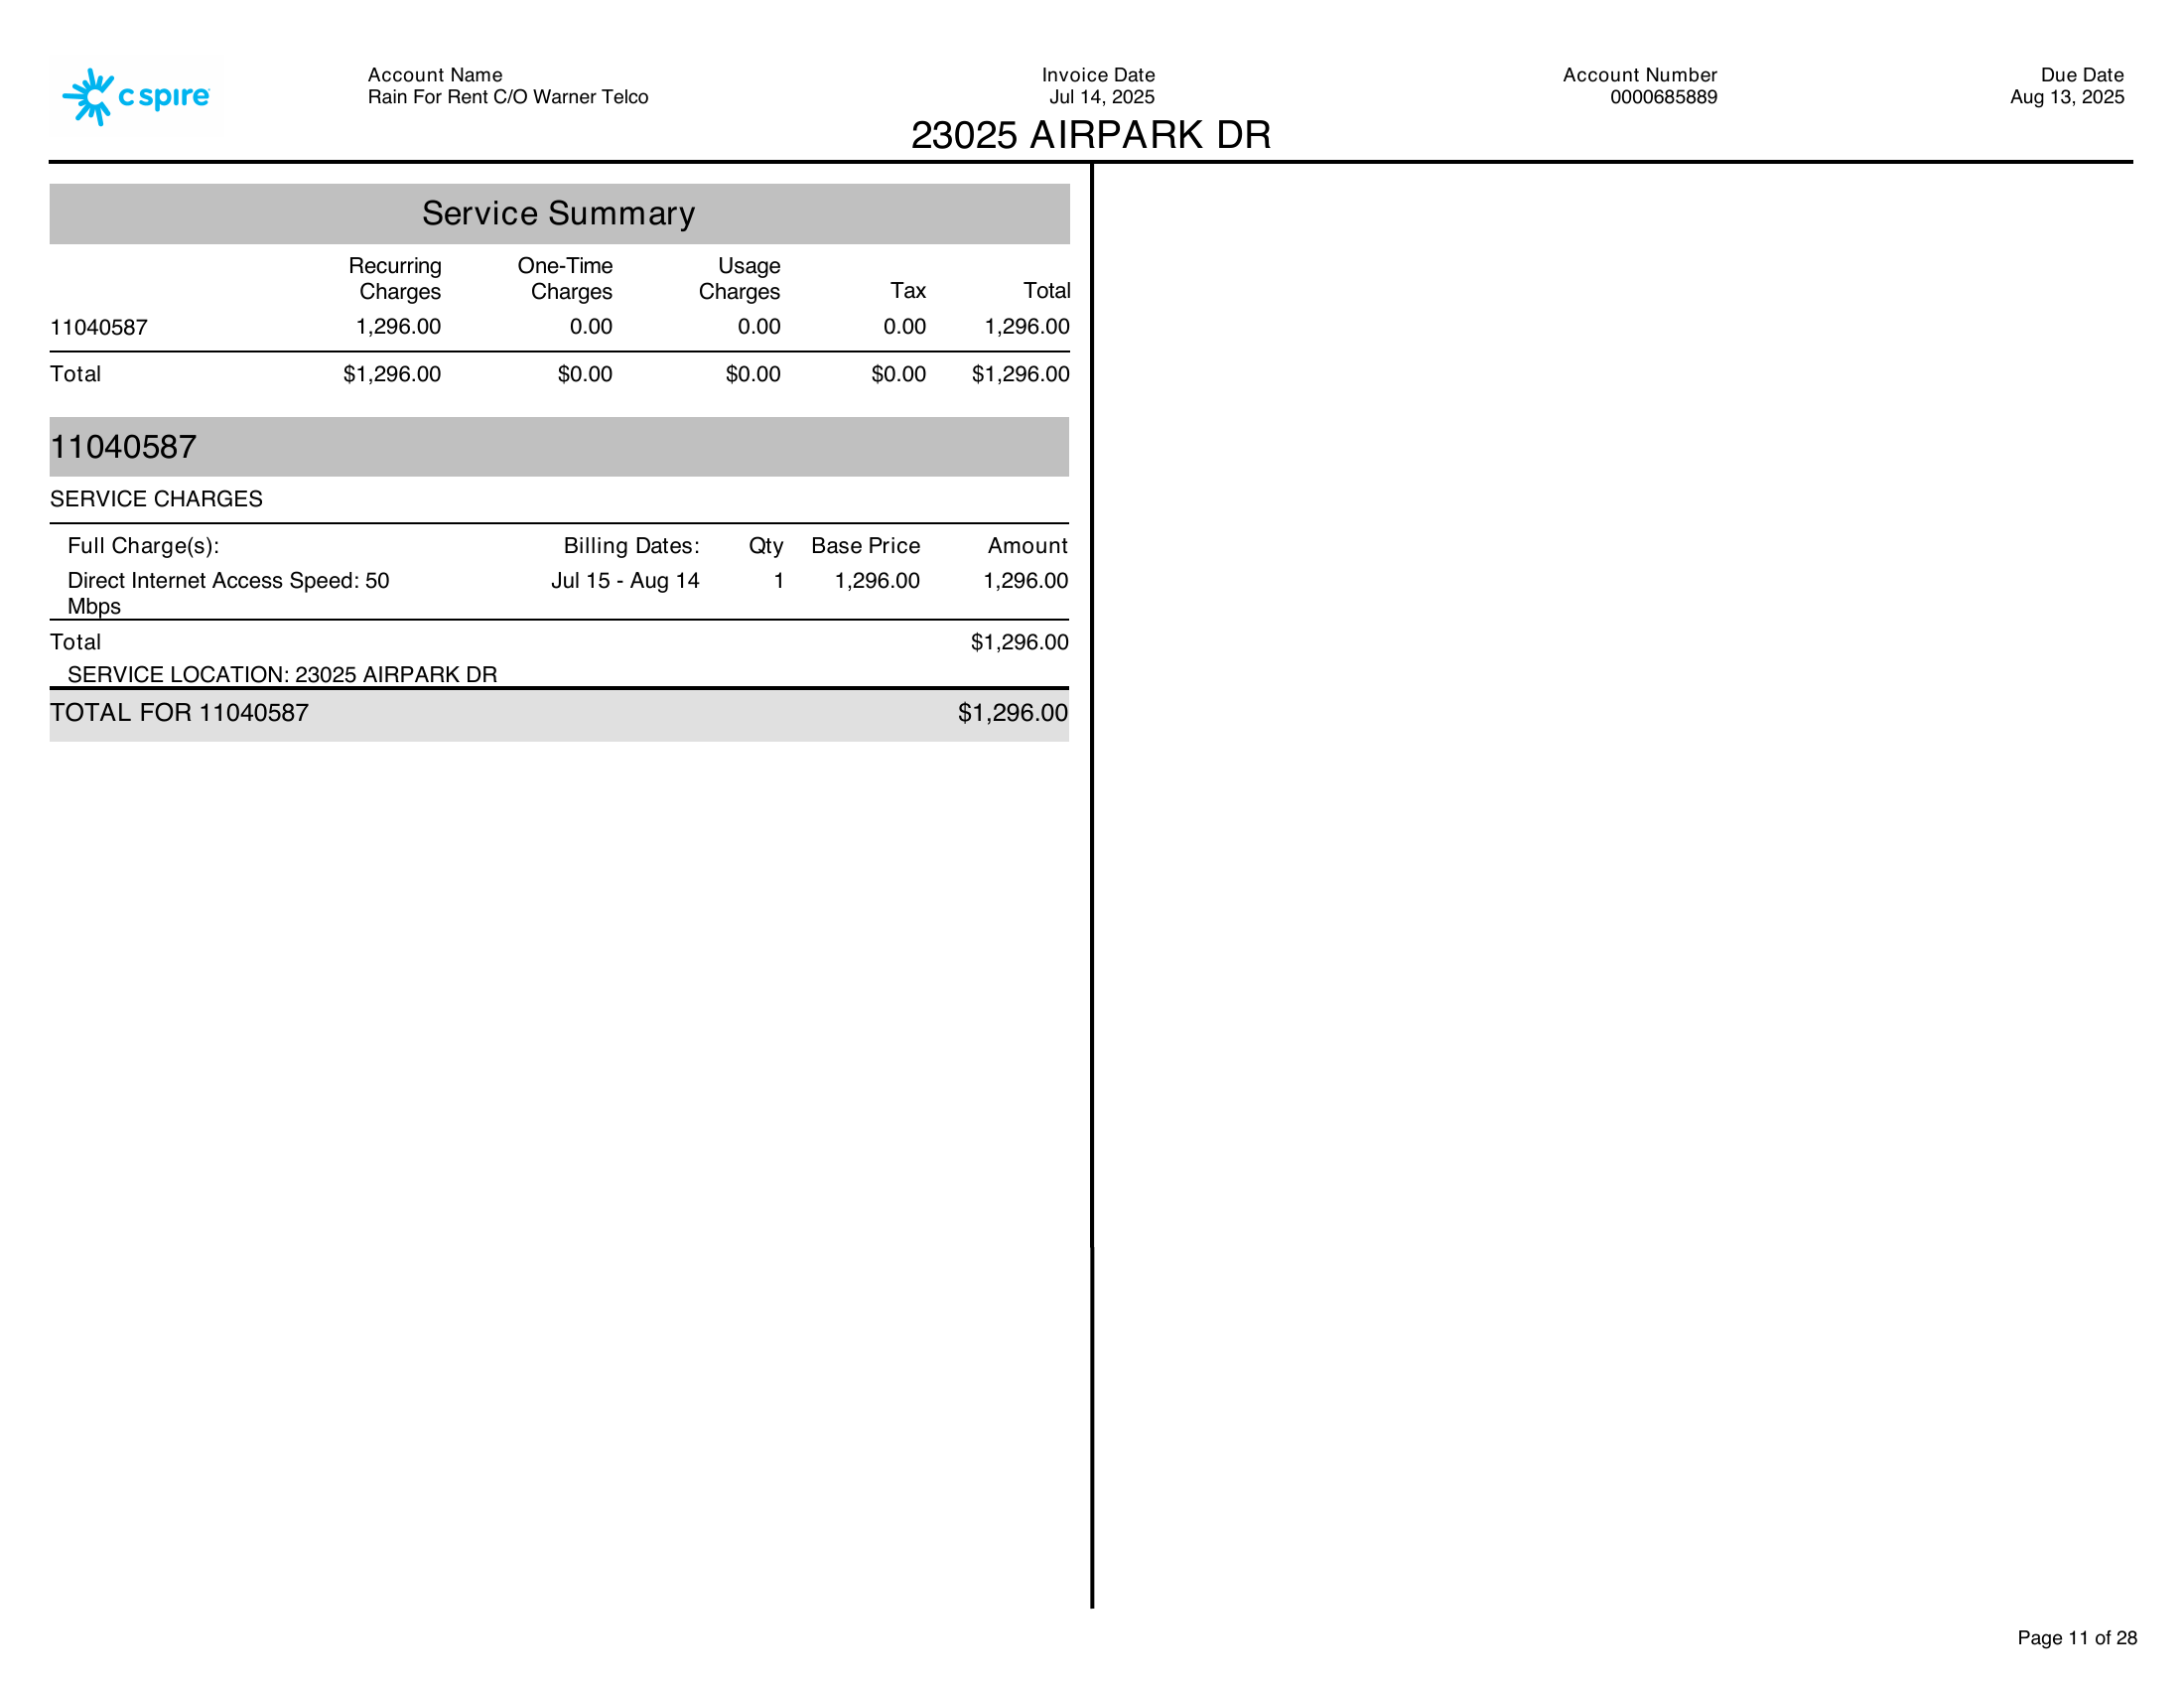 c spire
Account Name
Rain For Rent C/O Warner Telco
Invoice Date
Jul 14, 2025
Account Number
0000685889
Due Date
Aug 13, 2025
23025 AIRPARK DR
Service Summary
Recurring Charges One-Time Charges Usage Charges Tax Total
11040587 1,296.00 0.00 0.00 0.00 1,296.00
Total $1,296.00 $0.00 $0.00 $0.00 $1,296.00
11040587
SERVICE CHARGES
Full Charge(s): Billing Dates: Qty Base Price Amount
Direct Internet Access Speed: 50 Jul 15 - Aug 14 1 1,296.00 1,296.00
Mbps
Total $1,296.00
SERVICE LOCATION: 23025 AIRPARK DR
TOTAL FOR 11040587 $1,296.00
Page 11 of 28